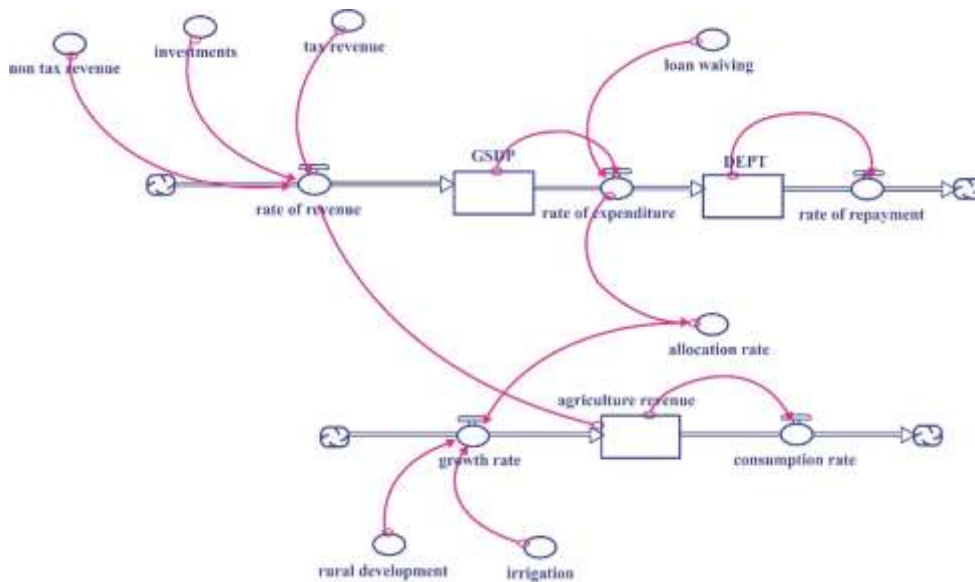 tax revenue
investments
non tax revenue
loan waiving
GSDP
DEPT
rate of revenue
rate of expenditure
rate of repayment
allocation rate
agriculture revenue
growth rate
consumption rate
rural development
irrigation